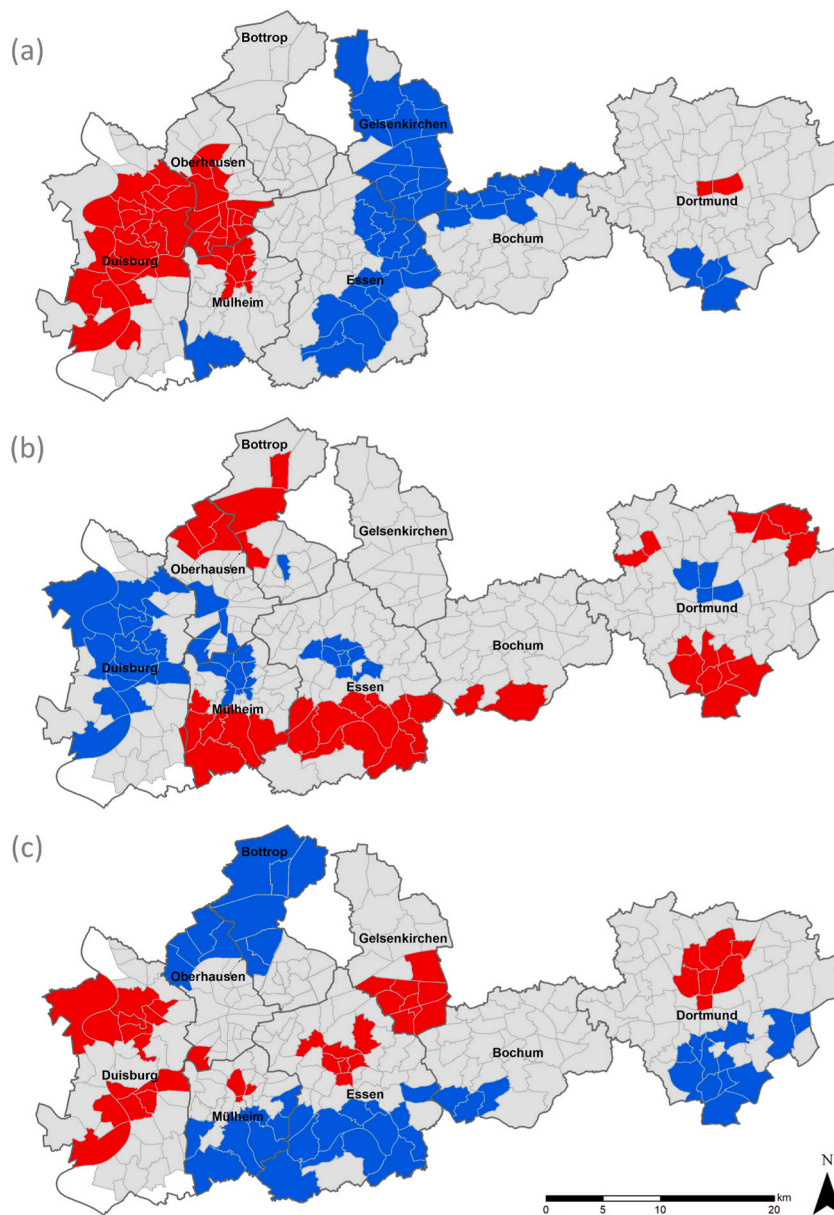 (a)
Bottrop
Gelsenkirchen
Oberhausen
Dortmund
Bochum
Duisburg
Essen
Mülheim
(b)
Bottrop
Gelsenkirchen
Oberhausen
Dortmund
Bochum
Duisburg
Essen
Mülheim
(c)
Bottrop
Gelsenkirchen
Oberhausen
Dortmund
Bochum
Duisburg
Essen
Mülheim
N
km
0 5 10 20